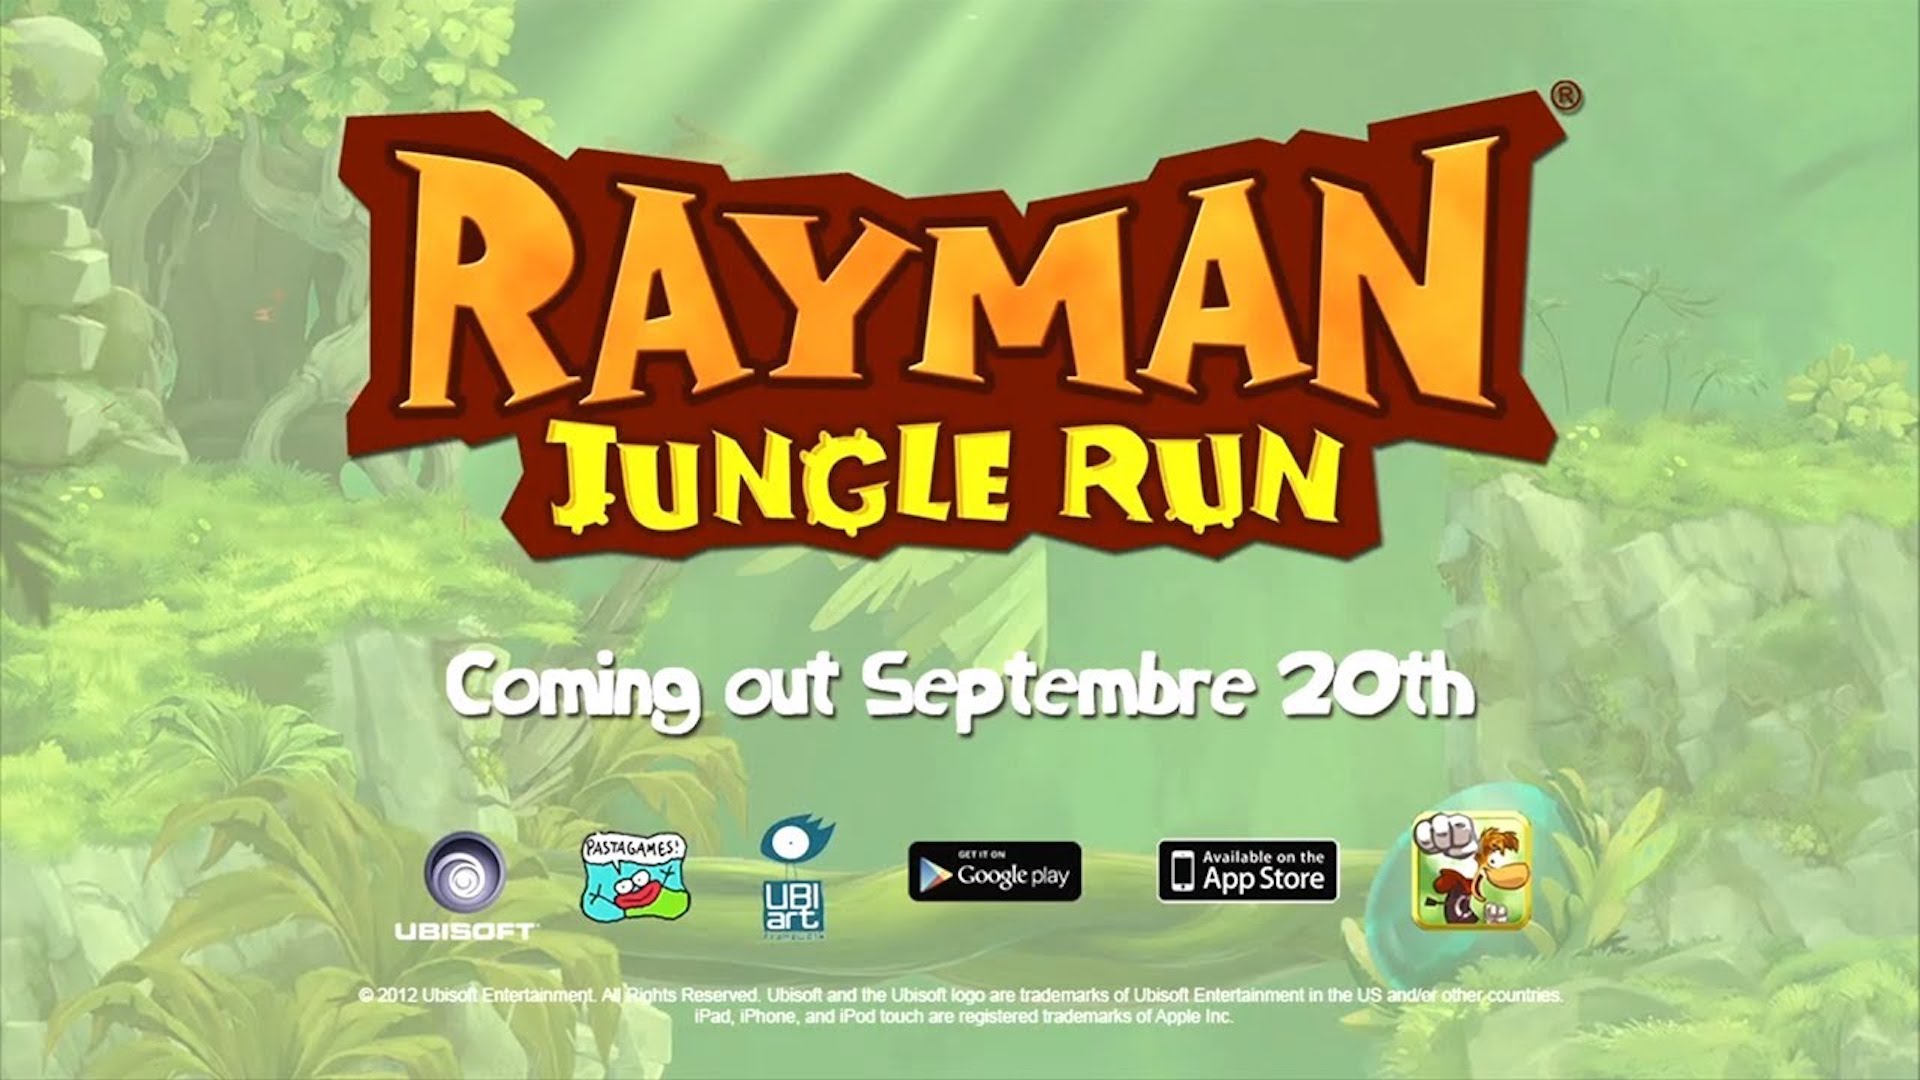 RAYMAN ®
JUNGLE RUN
Coming out Septembre 20th
PASTAGAMES!
GET IT ON
Google play
Available on the
App Store
UBI
art
FRAMEWORK
UBISOFT
© 2012 Ubisoft Entertainment. All Rights Reserved. Ubisoft and the Ubisoft logo are trademarks of Ubisoft Entertainment in the US and/or other countries.
iPad, iPhone, and iPod touch are registered trademarks of Apple Inc.